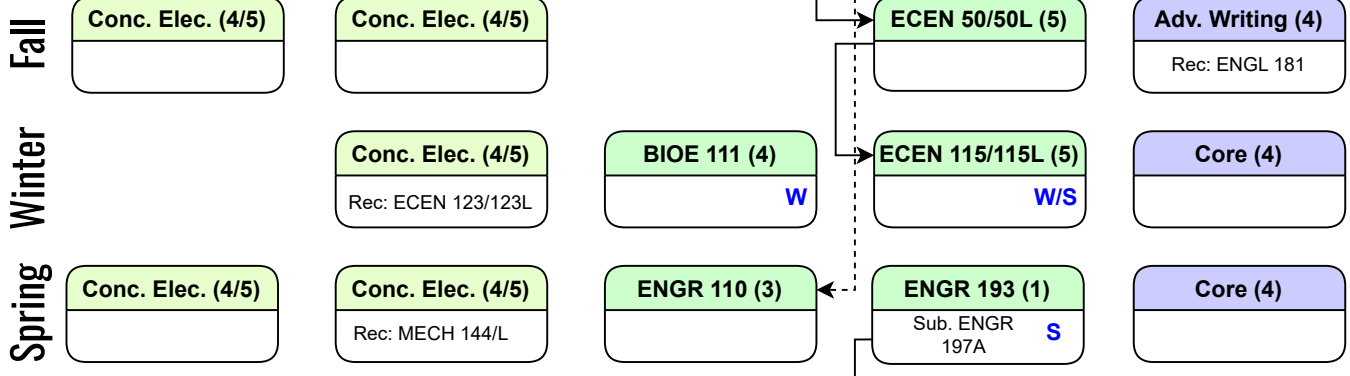 Fall
Conc. Elec. (4/5)
Conc. Elec. (4/5)
ECEN 50/50L (5)
Adv. Writing (4)
Rec: ENGL 181
Winter
Conc. Elec. (4/5)
Rec: ECEN 123/123L
BIOE 111 (4)
W
ECEN 115/115L (5)
W/S
Core (4)
Spring
Conc. Elec. (4/5)
Conc. Elec. (4/5)
Rec: MECH 144/L
ENGR 110 (3)
ENGR 193 (1)
Sub. ENGR
197A
S
Core (4)